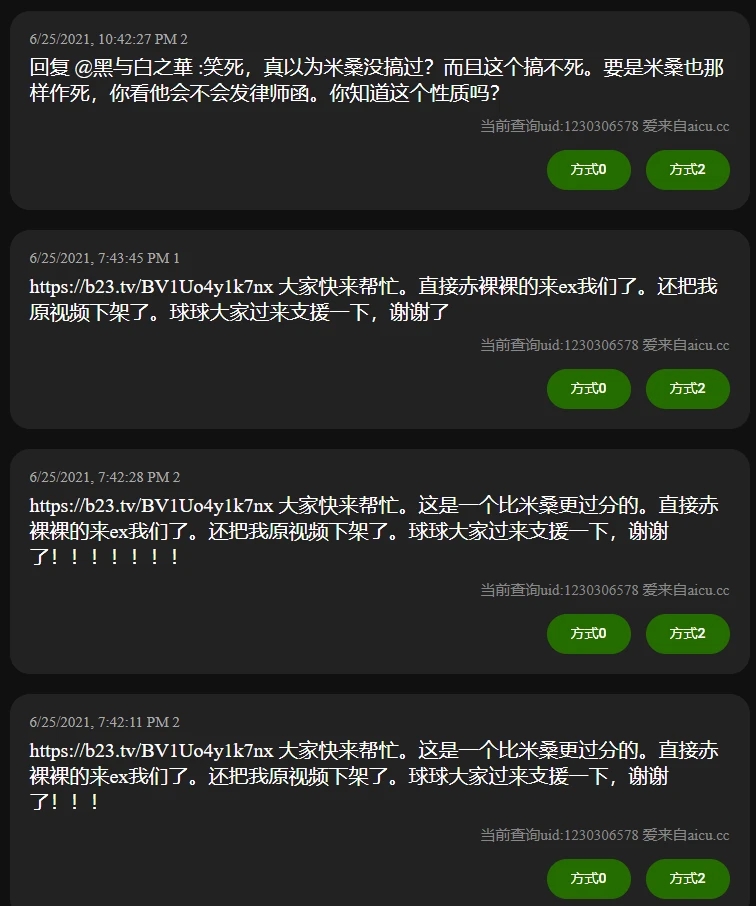 6/25/2021, 10:42:27 PM 2
回复 @黑与白之華 :笑死，真以为米桑没搞过？而且这个搞不死。要是米桑也那
样作死，你看他会不会发律师函。你知道这个性质吗？
当前查询uid:1230306578 爱来自aicu.cc
方式0 方式2
6/25/2021, 7:43:45 PM 1
https://b23.tv/BV1Uo4y1k7nx 大家快来帮忙。直接赤裸裸的来ex我们了。还把我
原视频下架了。球球大家过来支援一下，谢谢了
当前查询uid:1230306578 爱来自aicu.cc
方式0 方式2
6/25/2021, 7:42:28 PM 2
https://b23.tv/BV1Uo4y1k7nx 大家快来帮忙。这是一个比米桑更过分的。直接赤
裸裸的来ex我们了。还把我原视频下架了。球球大家过来支援一下，谢谢
了！！！！！！！
当前查询uid:1230306578 爱来自aicu.cc
方式0 方式2
6/25/2021, 7:42:11 PM 2
https://b23.tv/BV1Uo4y1k7nx 大家快来帮忙。这是一个比米桑更过分的。直接赤
裸裸的来ex我们了。还把我原视频下架了。球球大家过来支援一下，谢谢
了！！！
当前查询uid:1230306578 爱来自aicu.cc
方式0 方式2